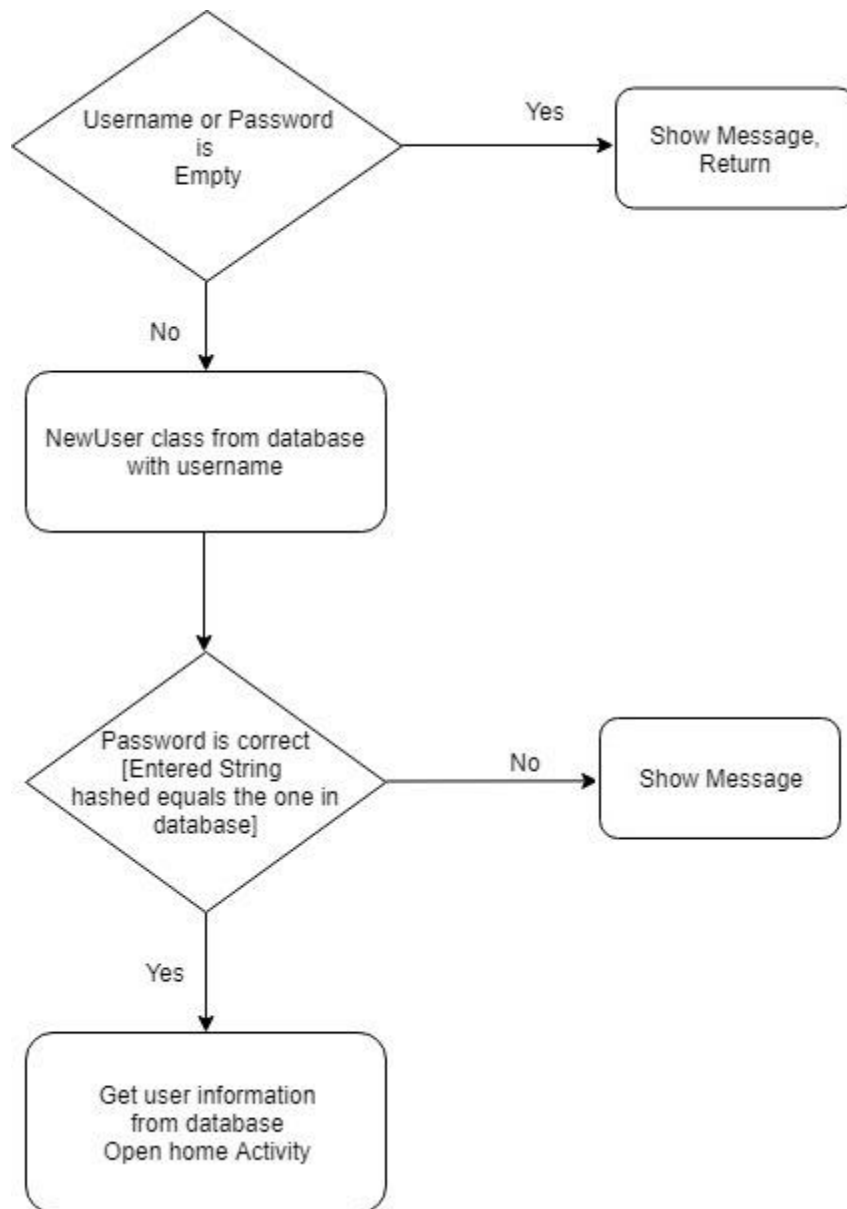 Username or Password
is
Empty
Yes
Show Message,
Return
No
NewUser class from database
with username
Password is correct
[Entered String
hashed equals the one in
database]
No
Show Message
Yes
Get user information
from database
Open home Activity